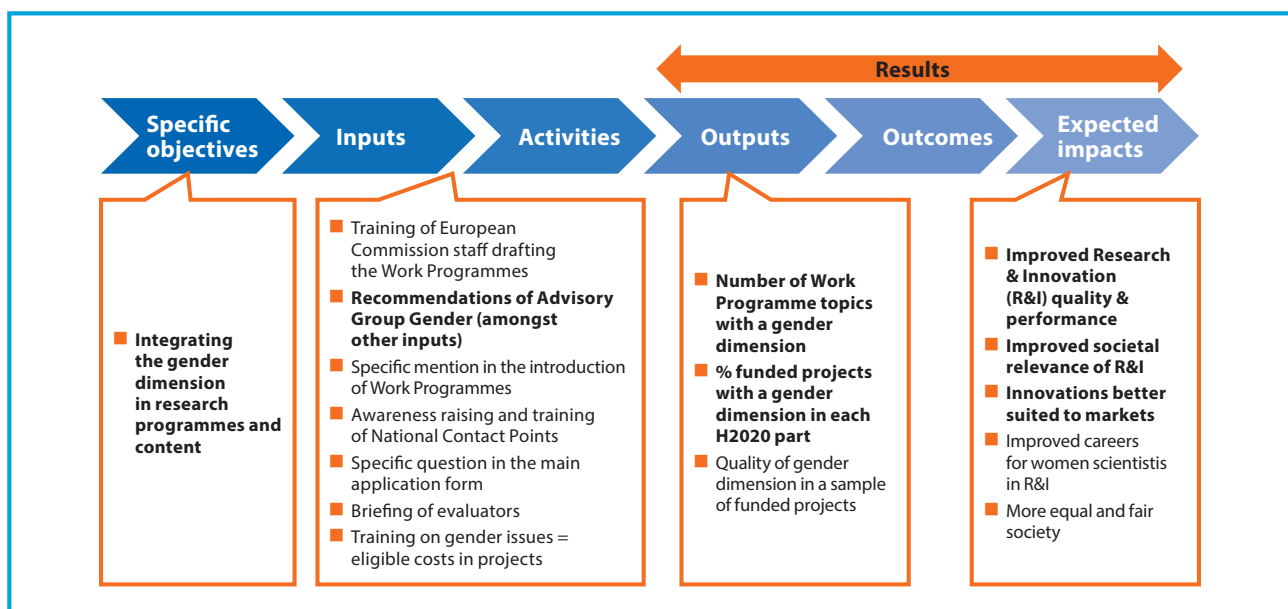 Results
Specific
objectives
Inputs
Activities
Outputs
Outcomes
Expected
impacts
■ Integrating
the gender
dimension
in research
programmes and
content
■ Training of European
Commission staff drafting
the Work Programmes
■ Recommendations of Advisory
Group Gender (amongst
other inputs)
■ Specific mention in the introduction
of Work Programmes
■ Awareness raising and training
of National Contact Points
■ Specific question in the main
application form
■ Briefing of evaluators
■ Training on gender issues =
eligible costs in projects
■ Number of Work
Programme topics
with a gender
dimension
■ % funded projects
with a gender
dimension in each
H2020 part
■ Quality of gender
dimension in a sample
of funded projects
■ Improved Research
& Innovation
(R&I) quality &
performance
■ Improved societal
relevance of R&I
■ Innovations better
suited to markets
■ Improved careers
for women scientistis
in R&I
■ More equal and fair
society